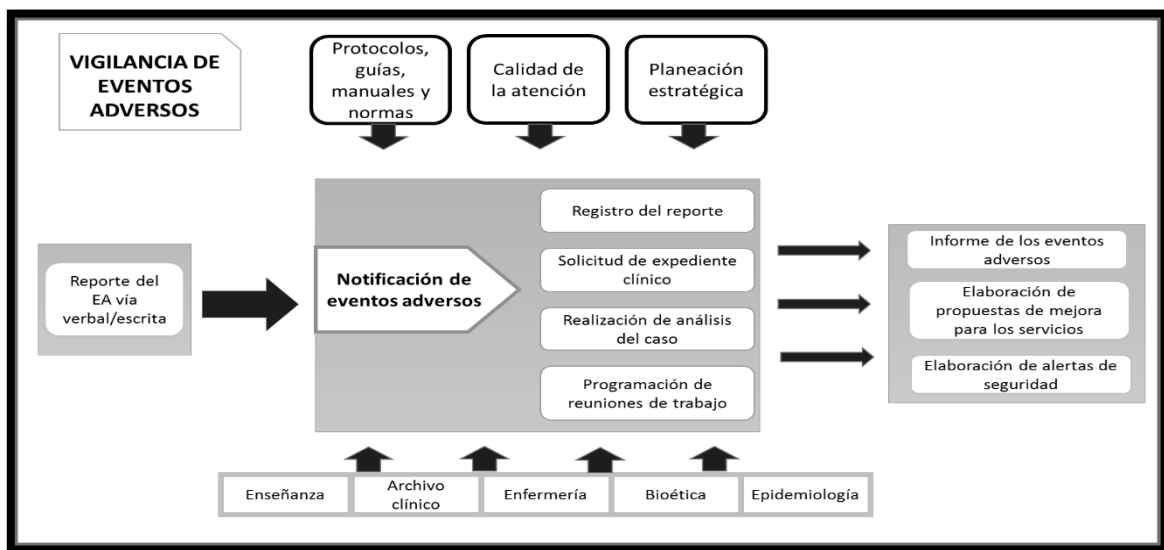 VIGILANCIA DE
EVENTOS
ADVERSOS
Protocolos,
guías,
manuales y
normas
Calidad de
la atención
Planeación
estratégica
Reporte del
EA vía
verbal/escrita
Notificación de
eventos adversos
Registro del reporte
Solicitud de expediente
clínico
Realización de análisis
del caso
Programación de
reuniones de trabajo
Informe de los eventos
adversos
Elaboración de
propuestas de mejora
para los servicios
Elaboración de alertas de
seguridad
Enseñanza
Archivo
clínico
Enfermería
Bioética
Epidemiología